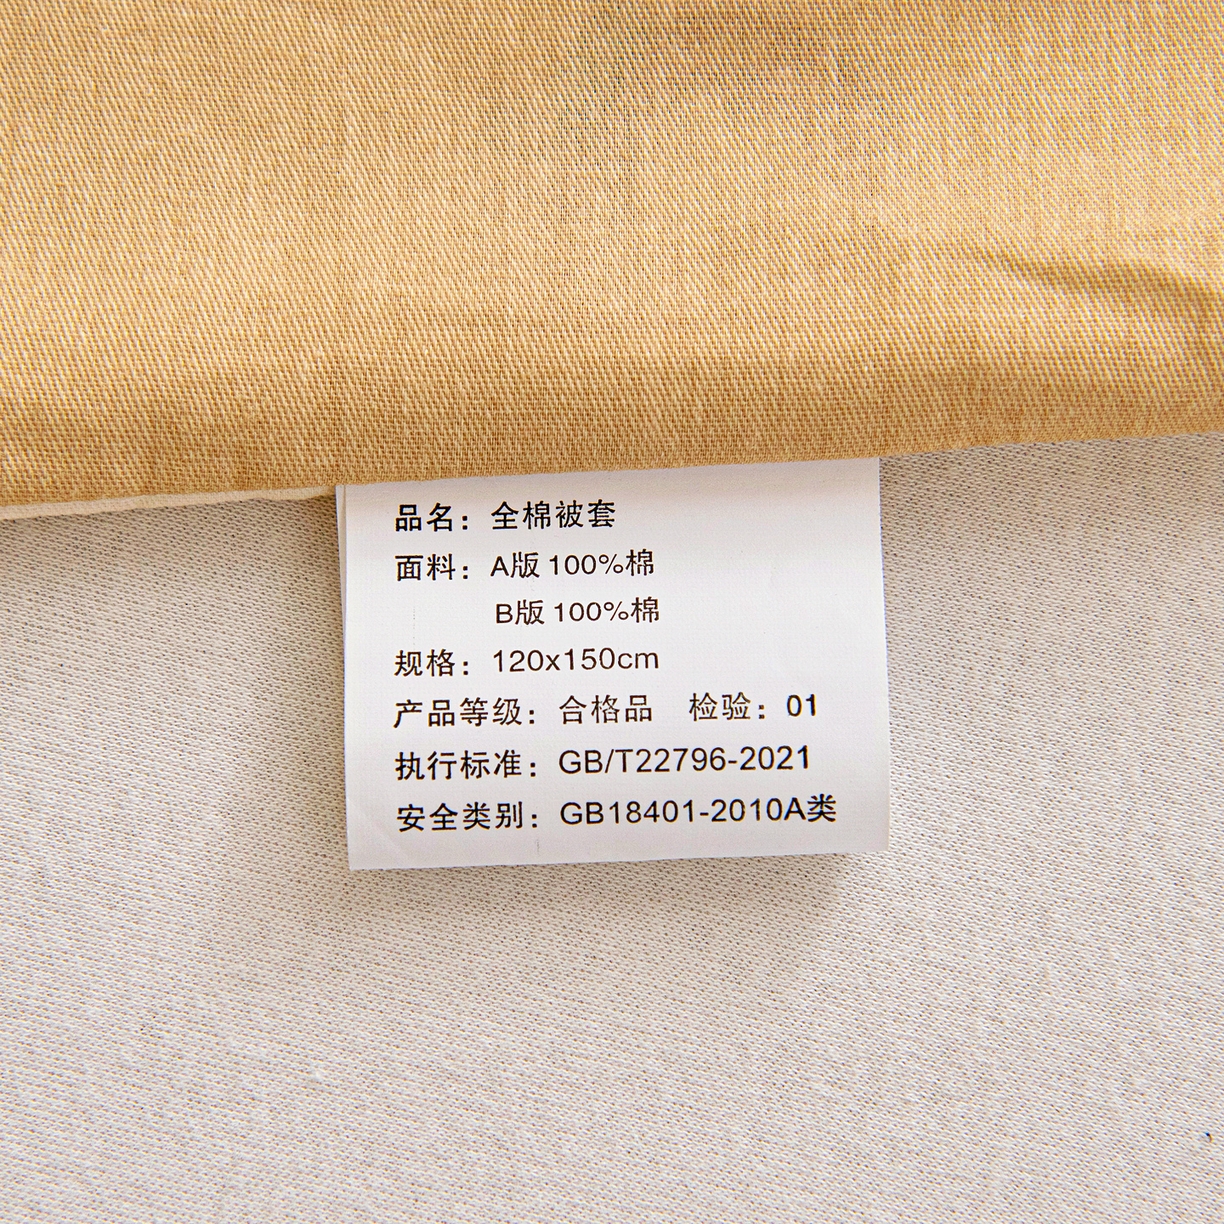 品名：全棉被套
面料：A版 100%棉
B版 100%棉
规格：120x150cm
产品等级：合格品 检验：01
执行标准：GB/T22796-2021
安全类别：GB18401-2010A类